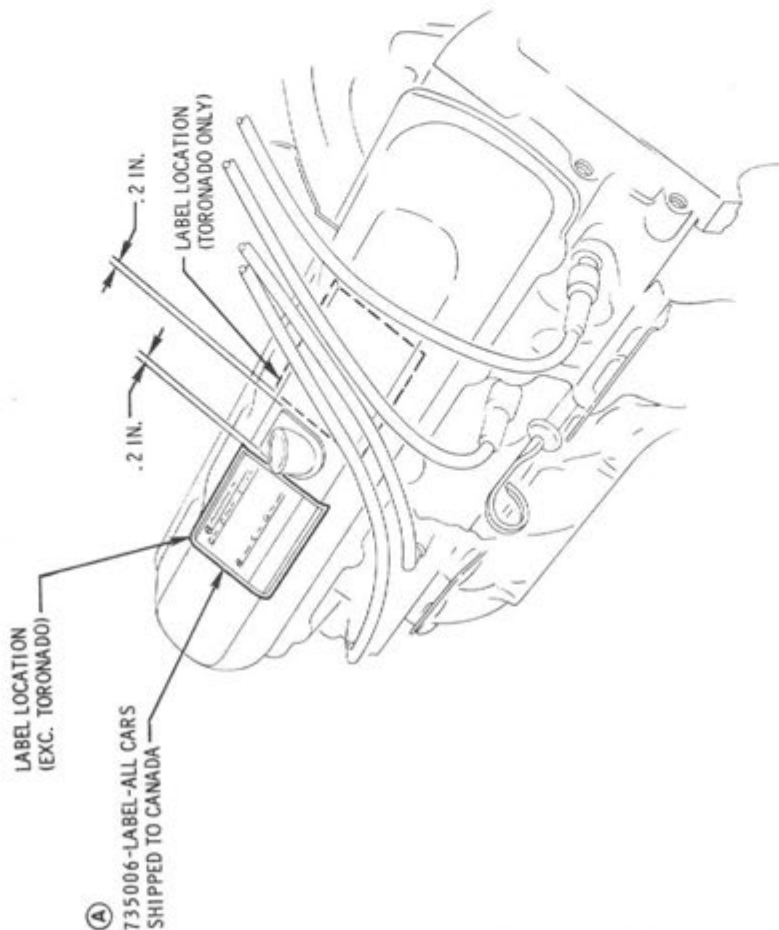 LABEL LOCATION
(EXC. TORONADO)
Ⓐ
735006-LABEL-ALL CARS
SHIPPED TO CANADA
.2 IN.
.2 IN.
LABEL LOCATION
(TORONADO ONLY)